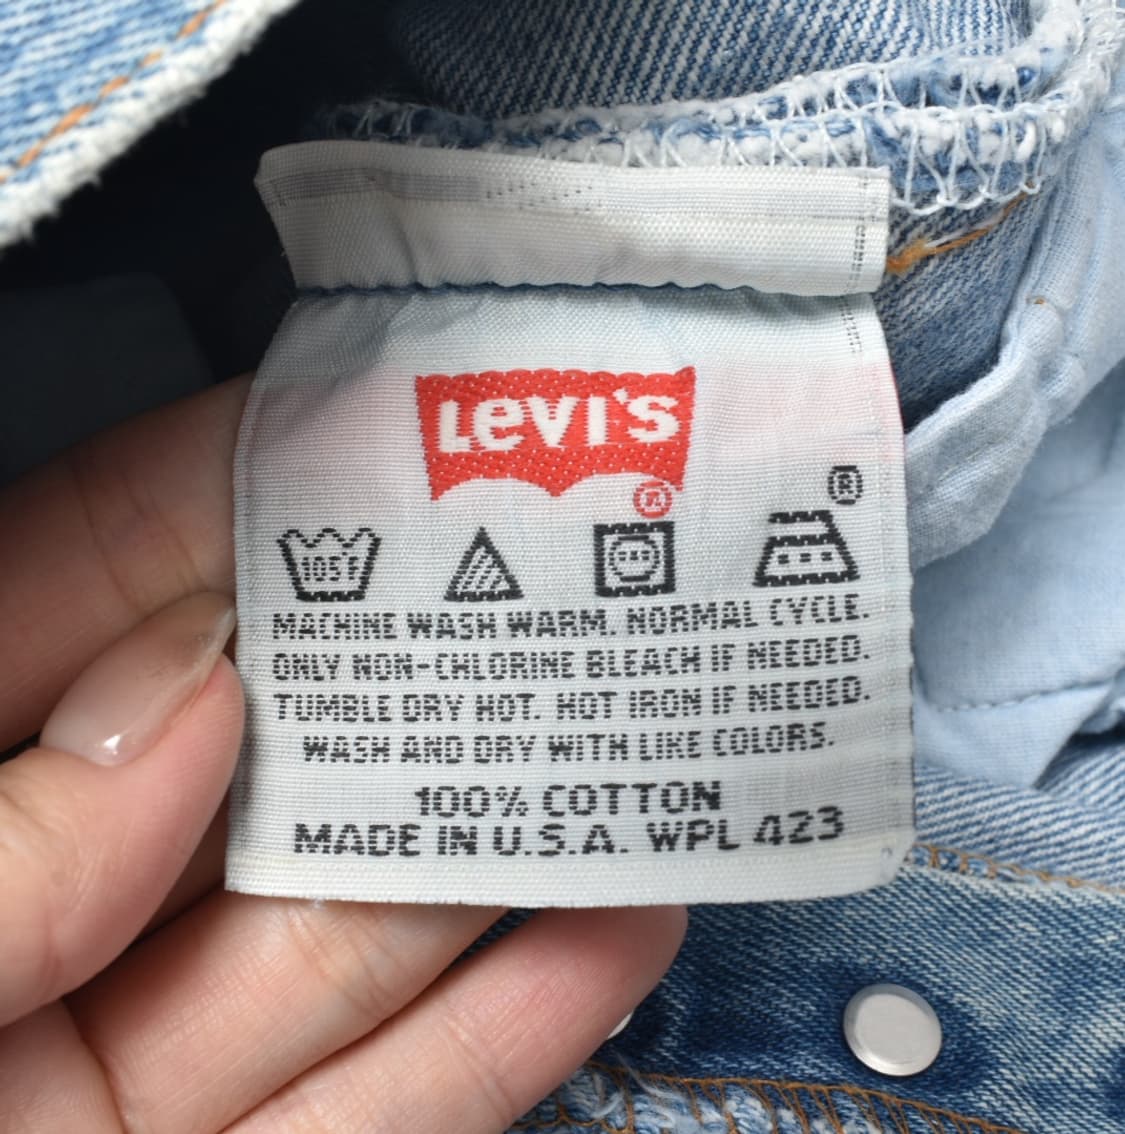 LEVI'S
®
®
105°F
MACHINE WASH WARM. NORMAL CYCLE.
ONLY NON-CHLORINE BLEACH IF NEEDED.
TUMBLE DRY HOT. HOT IRON IF NEEDED.
WASH AND DRY WITH LIKE COLORS.
100% COTTON
MADE IN U.S.A. WPL 423